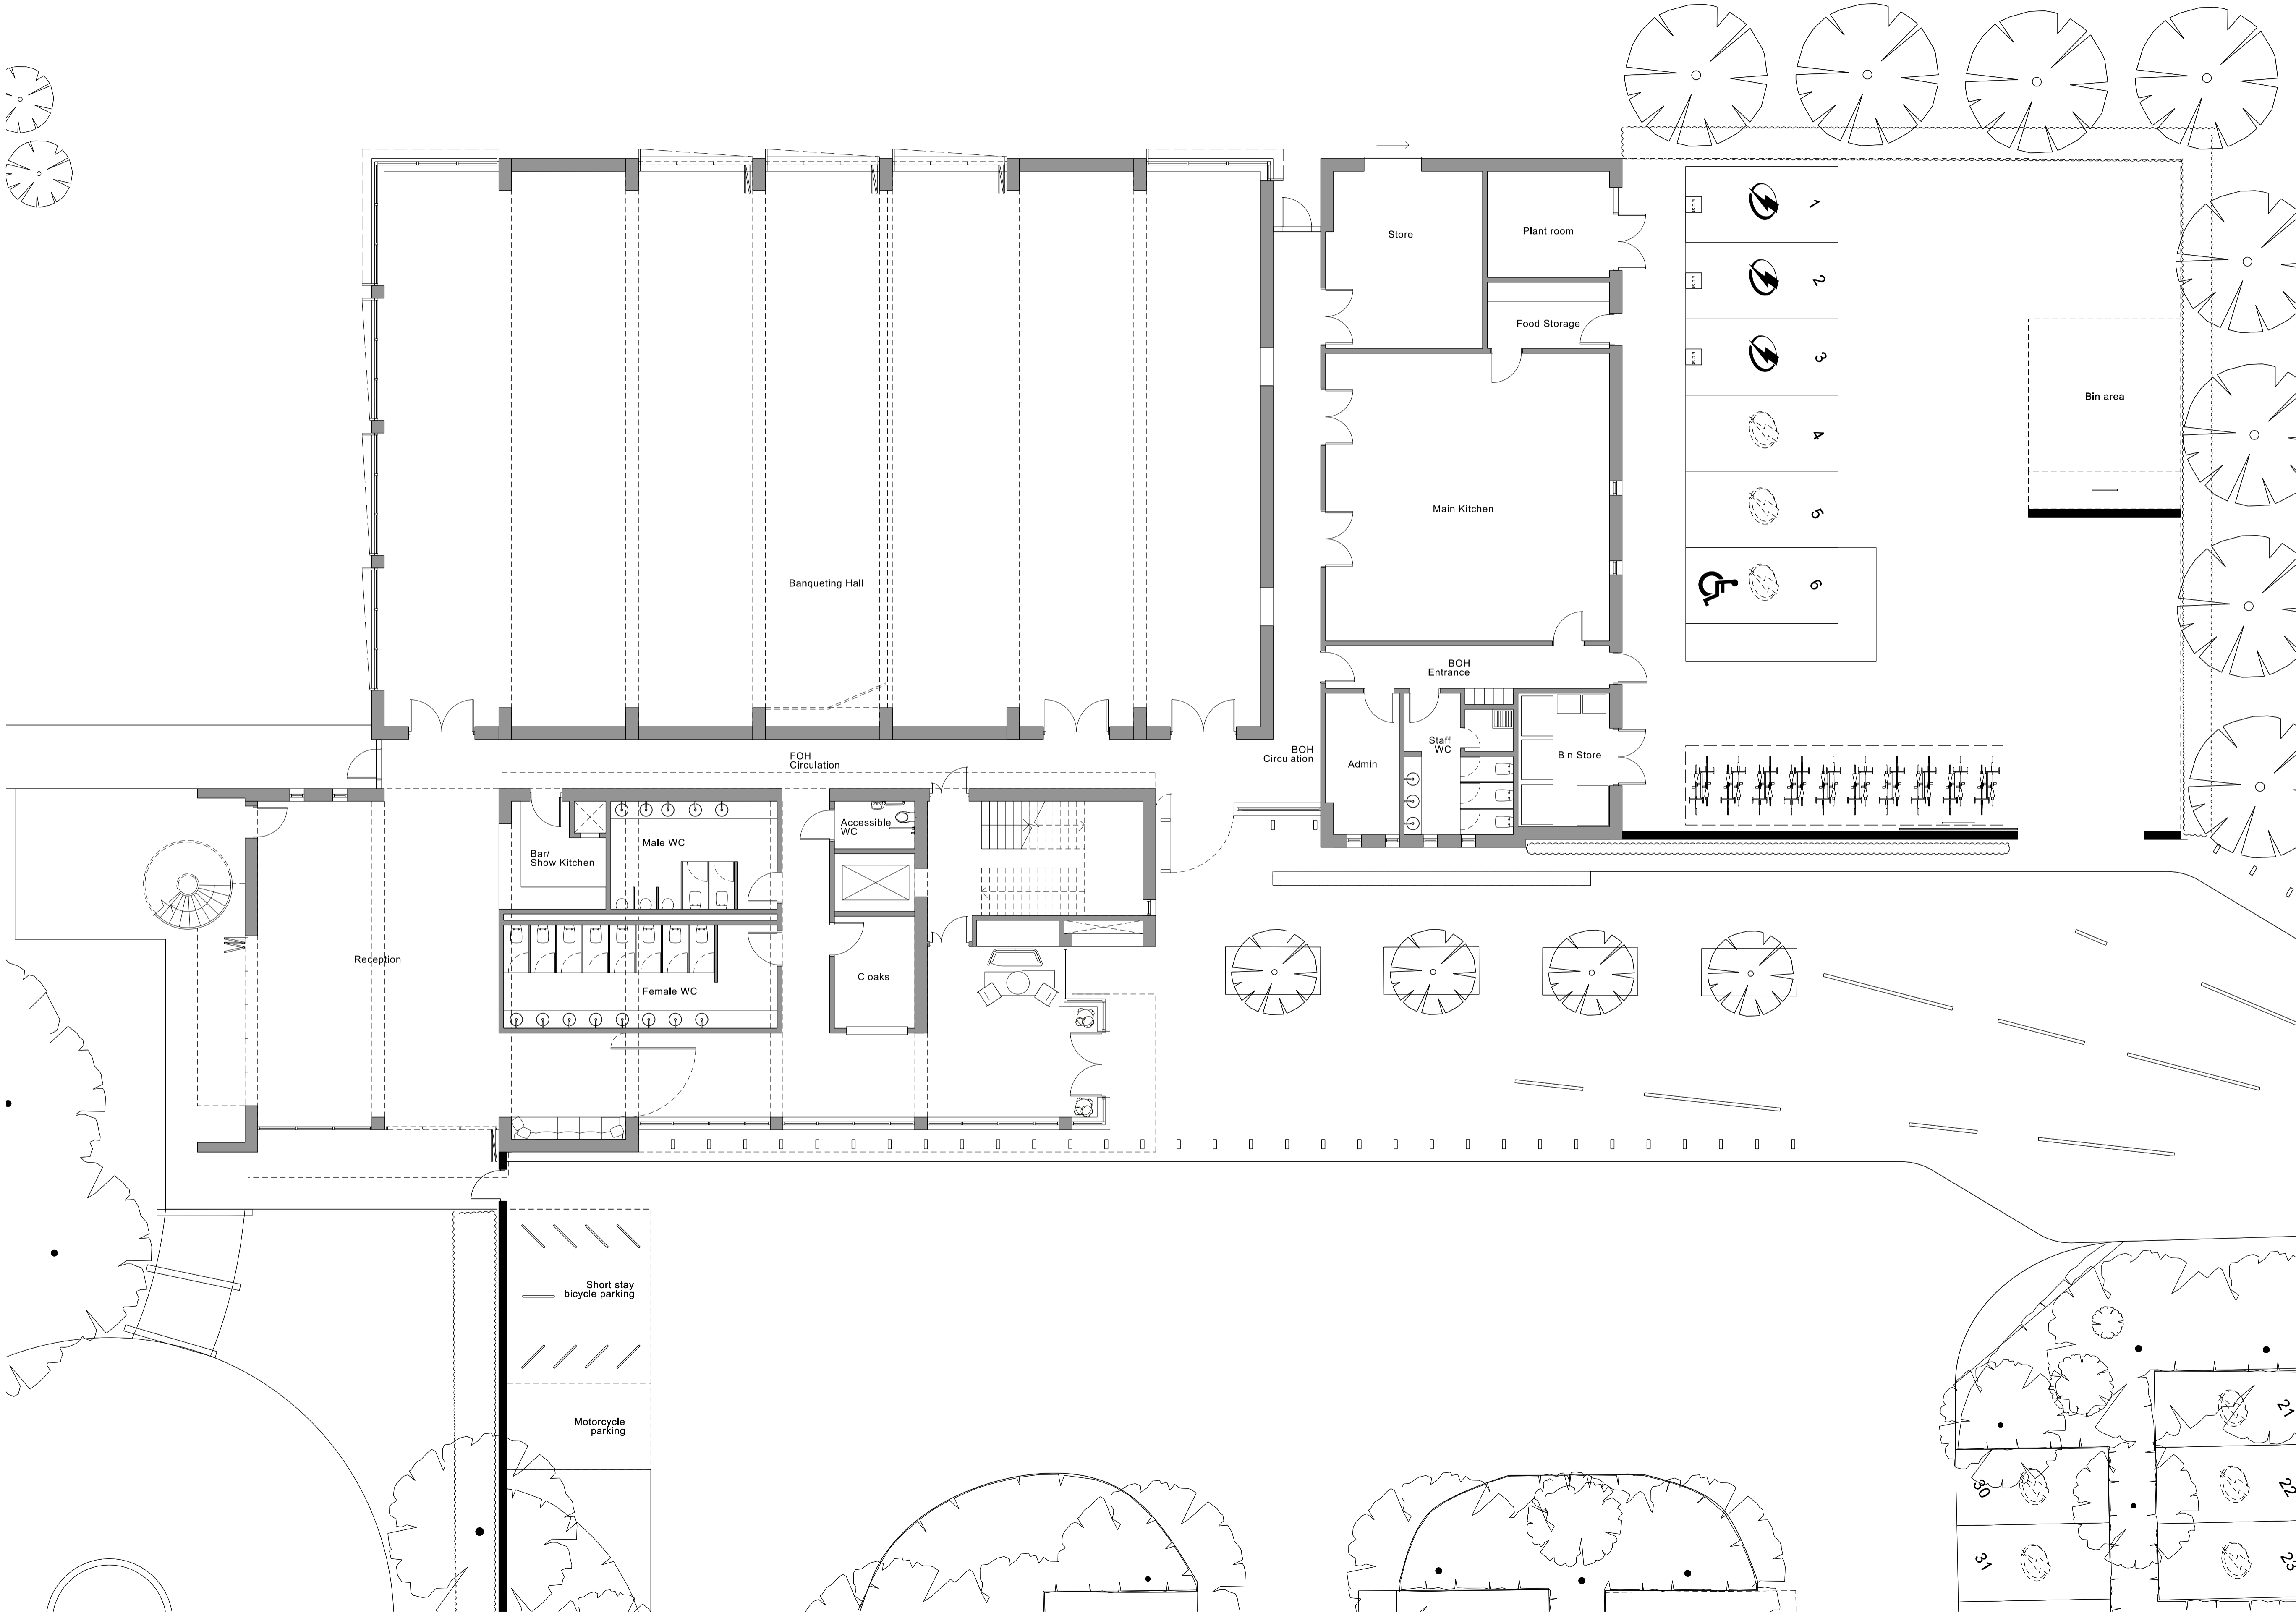 Store
Plant room
1
2
Food Storage
3
Bin area
4
Main Kitchen
5
Banqueting Hall
6
BOH
Entrance
FOH
Circulation
BOH
Circulation
Admin
Staff
WC
Bin Store
Bar/
Show Kitchen
Male WC
Accessible
WC
Reception
Female WC
Cloaks
Short stay
bicycle parking
Motorcycle
parking
21
30
22
31
23